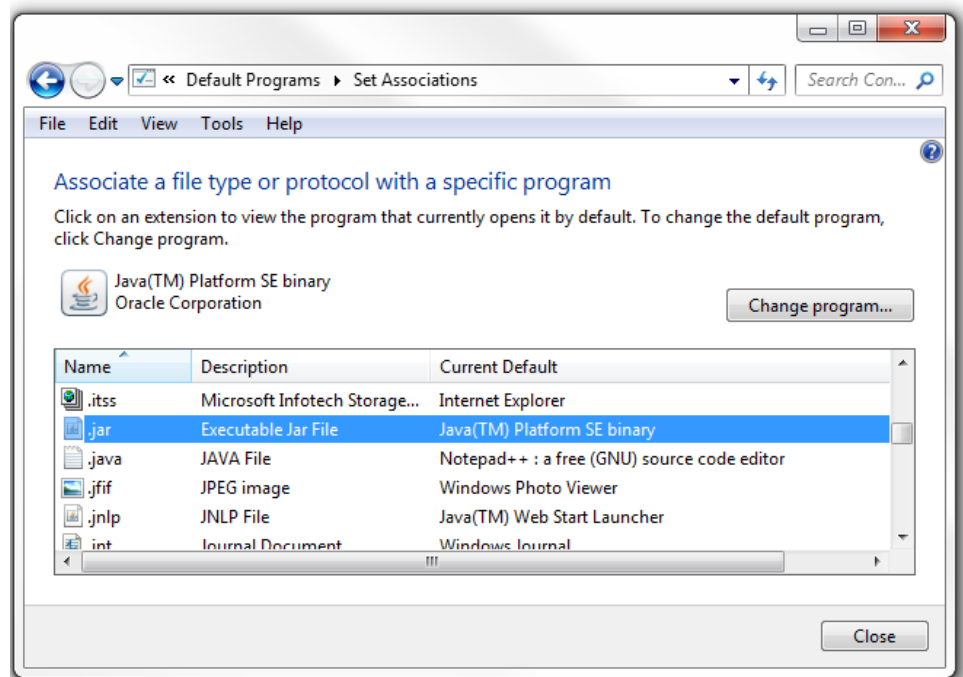 « Default Programs ▸ Set Associations
Search Con...
File Edit View Tools Help
Associate a file type or protocol with a specific program
Click on an extension to view the program that currently opens it by default. To change the default program,
click Change program.
Java(TM) Platform SE binary
Oracle Corporation
Change program...
Name Description Current Default
.itss Microsoft Infotech Storage... Internet Explorer
.jar Executable Jar File Java(TM) Platform SE binary
.java JAVA File Notepad++ : a free (GNU) source code editor
.jfif JPEG image Windows Photo Viewer
.jnlp JNLP File Java(TM) Web Start Launcher
.jnt Journal Document Windows Journal
Close